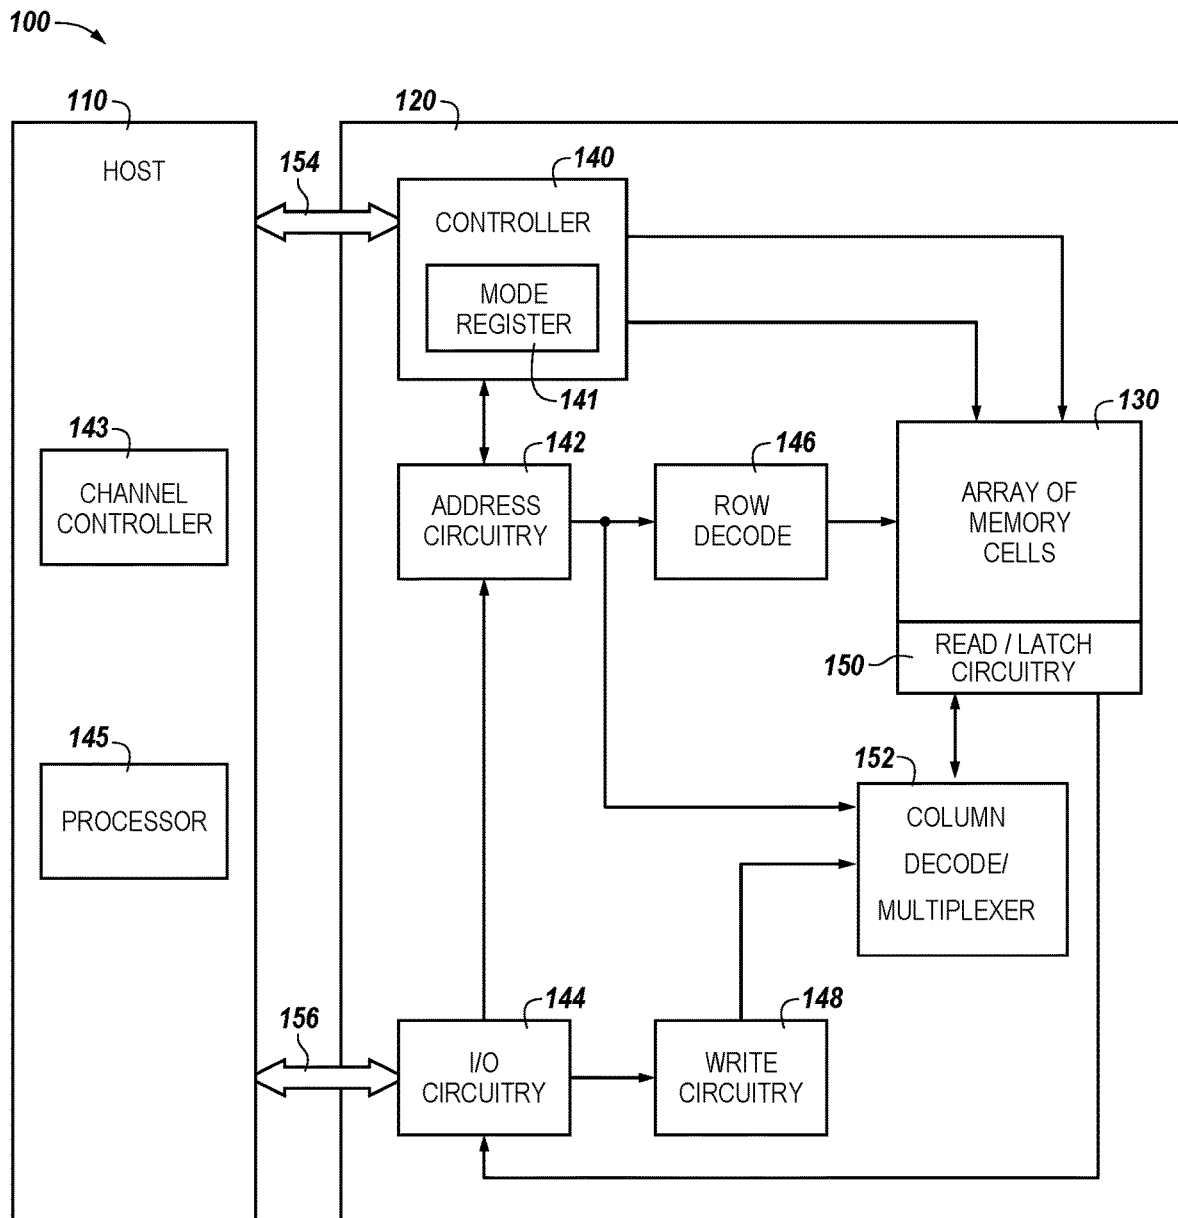 100
110
HOST
120
154
140
CONTROLLER
MODE
REGISTER
141
143
CHANNEL
CONTROLLER
142
ADDRESS
CIRCUITRY
146
ROW
DECODE
130
ARRAY OF
MEMORY
CELLS
150
READ / LATCH
CIRCUITRY
145
PROCESSOR
152
COLUMN
DECODE/
MULTIPLEXER
156
144
I/O
CIRCUITRY
148
WRITE
CIRCUITRY